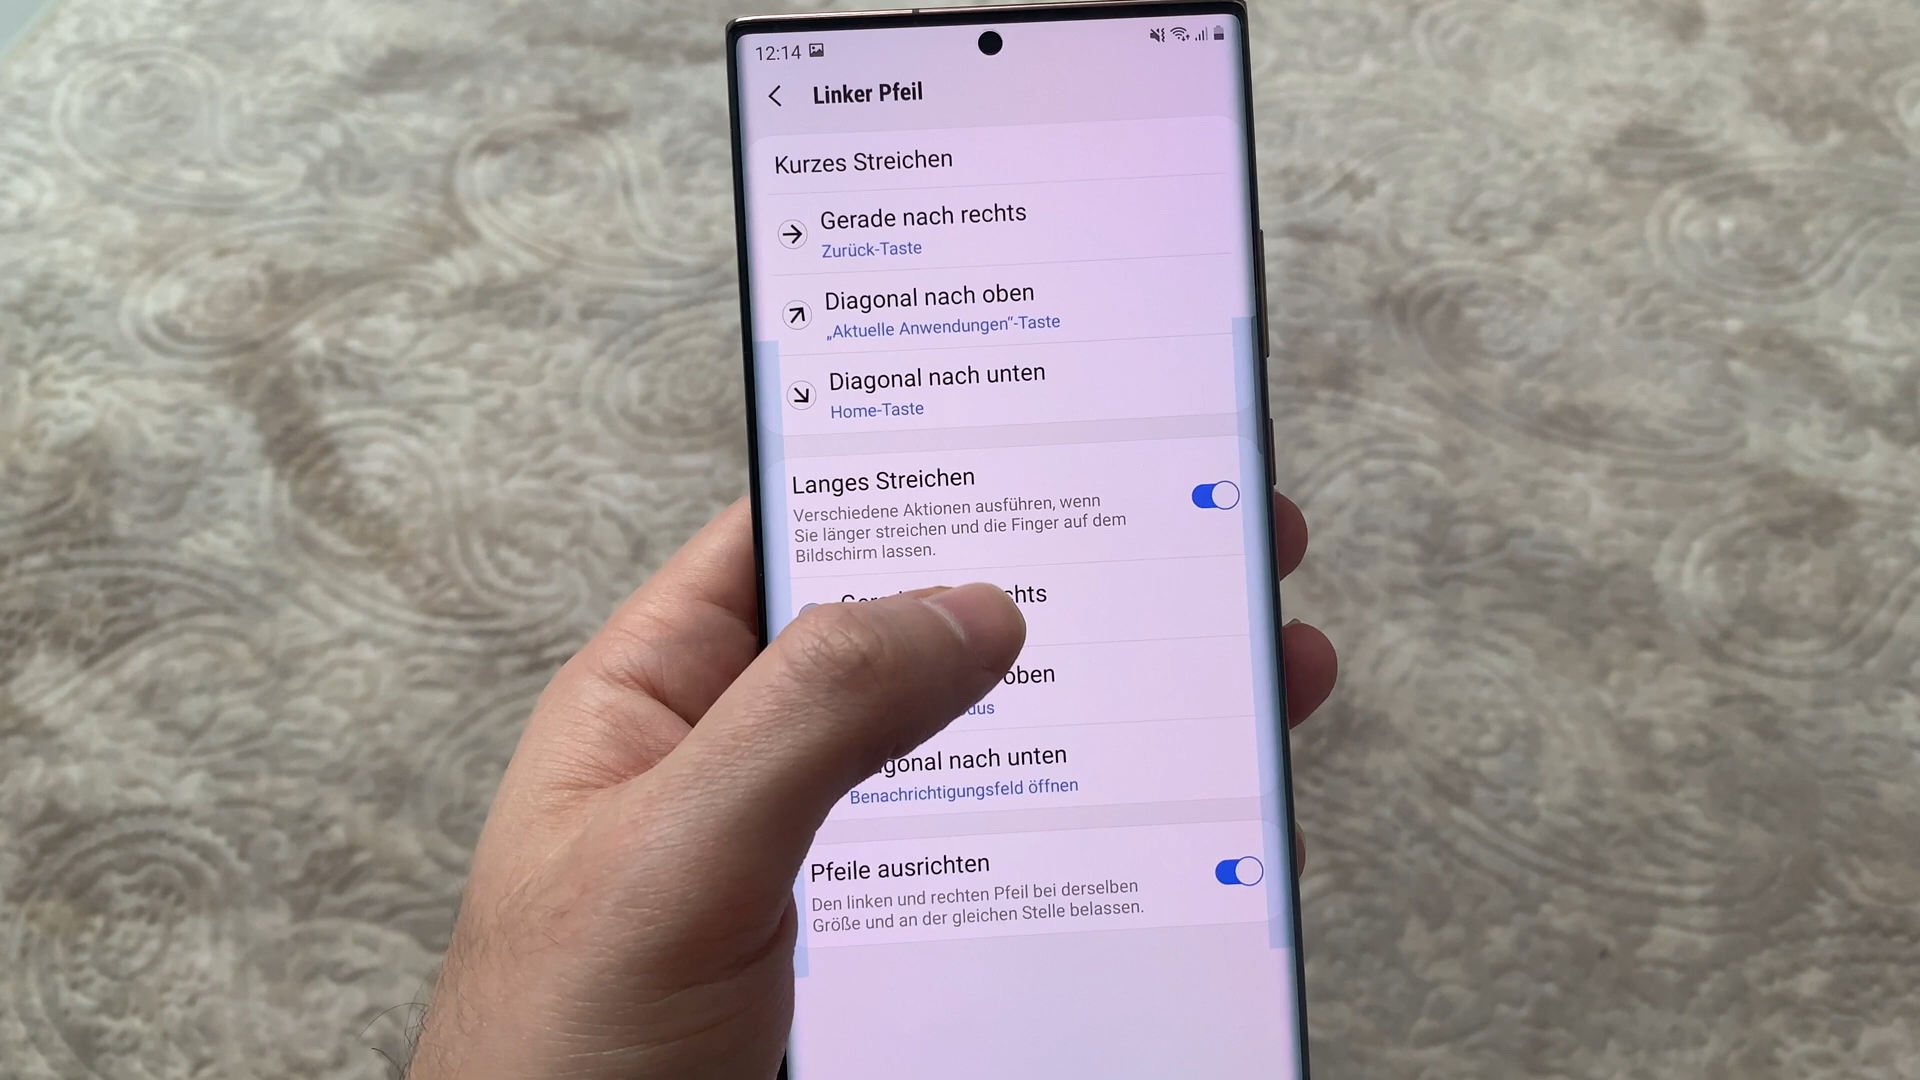 12:14
Linker Pfeil
Kurzes Streichen
Gerade nach rechts
Zurück-Taste
Diagonal nach oben
„Aktuelle Anwendungen“-Taste
Diagonal nach unten
Home-Taste
Langes Streichen
Verschiedene Aktionen ausführen, wenn
Sie länger streichen und die Finger auf dem
Bildschirm lassen.
oben
nach unten
Benachrichtigungsfeld öffnen
Pfeile ausrichten
Den linken und rechten Pfeil bei derselben
Größe und an der gleichen Stelle belassen.